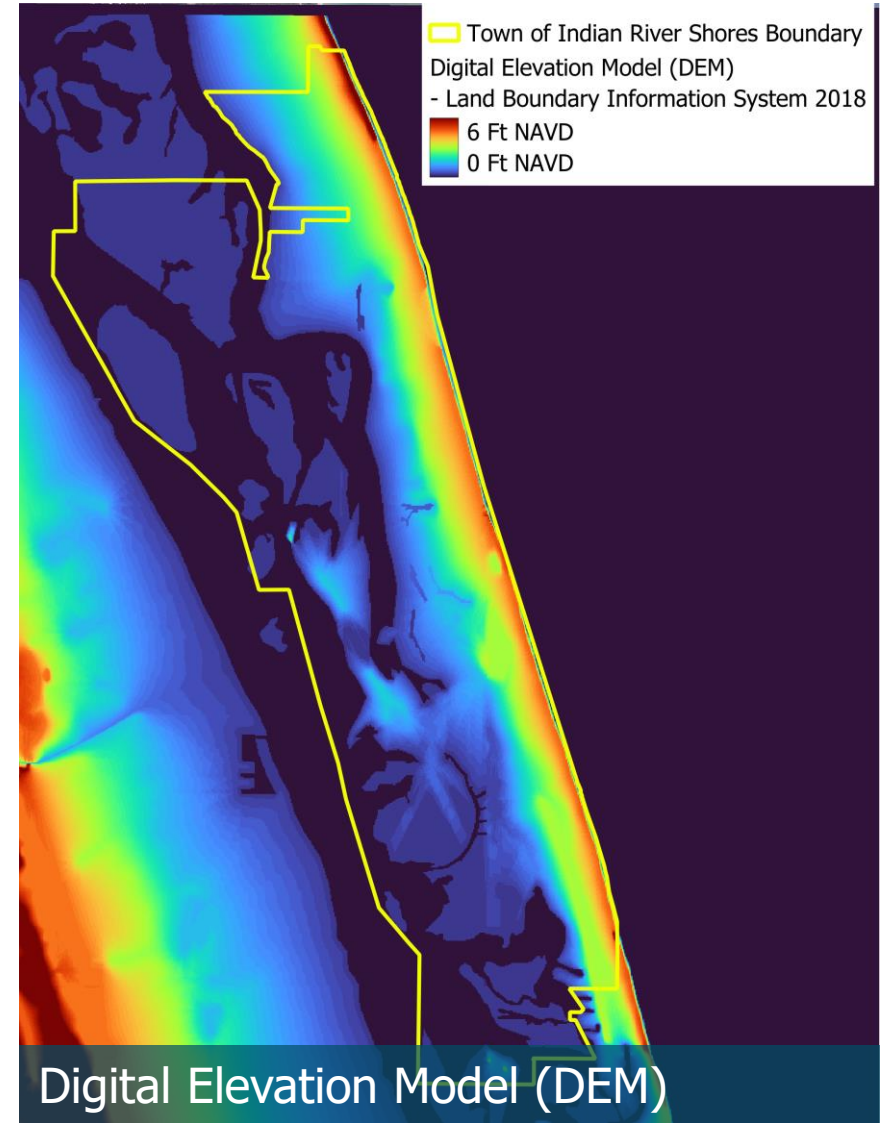 Town of Indian River Shores Boundary
Digital Elevation Model (DEM)
- Land Boundary Information System 2018
6 Ft NAVD
0 Ft NAVD
Digital Elevation Model (DEM)